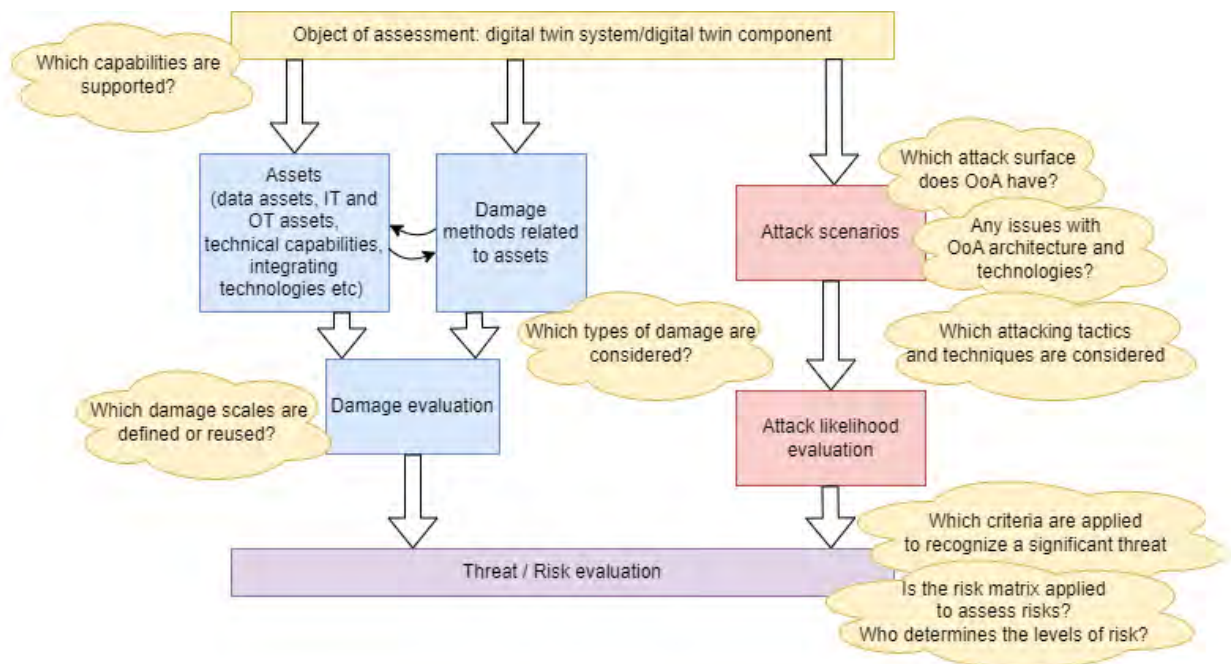 Object of assessment: digital twin system/digital twin component
Which capabilities are
supported?
Assets
(data assets, IT and
OT assets,
technical capabilities,
integrating
technologies etc)
Damage
methods related
to assets
Attack scenarios
Which attack surface
does OoA have?
Any issues with
OoA architecture and
technologies?
Which attacking tactics
and techniques are considered
Which types of damage are
considered?
Which damage scales are
defined or reused?
Damage evaluation
Attack likelihood
evaluation
Which criteria are applied
to recognize a significant threat
Threat / Risk evaluation
Is the risk matrix applied
to assess risks?
Who determines the levels of risk?